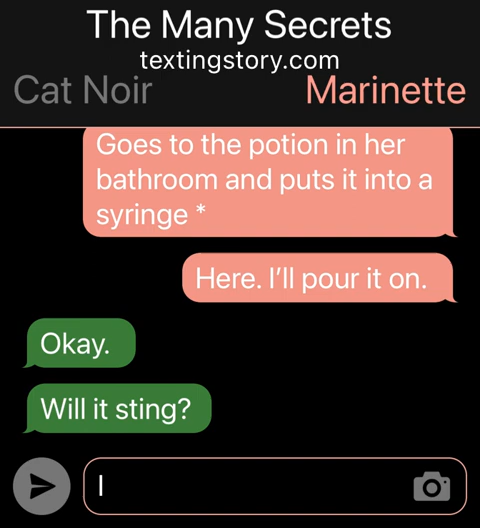 The Many Secrets
textingstory.com
Cat Noir Marinette
Goes to the potion in her
bathroom and puts it into a
syringe *
Here. I’ll pour it on.
Okay.
Will it sting?
I